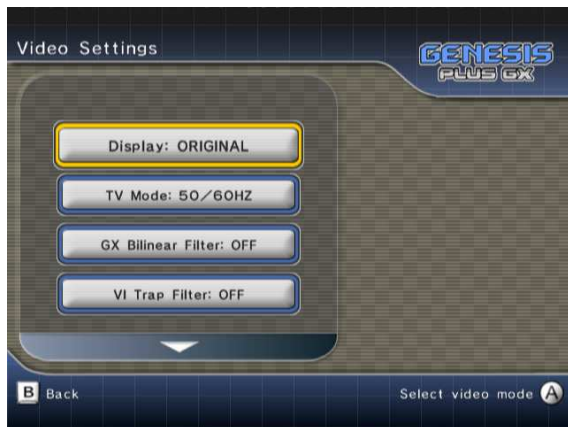 Video Settings
GENESIS
PLUS GX
Display: ORIGINAL
TV Mode: 50/60HZ
GX Bilinear Filter: OFF
VI Trap Filter: OFF
B Back
Select video mode A